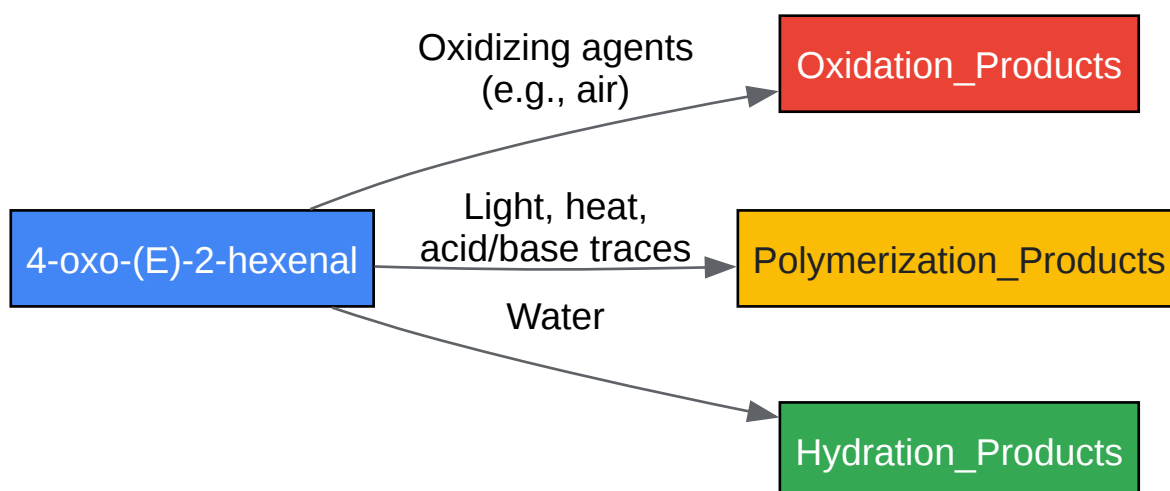 Oxidizing agents
(e.g., air)
Oxidation_Products
4-oxo-(E)-2-hexenal
Light, heat,
acid/base traces
Polymerization_Products
Water
Hydration_Products